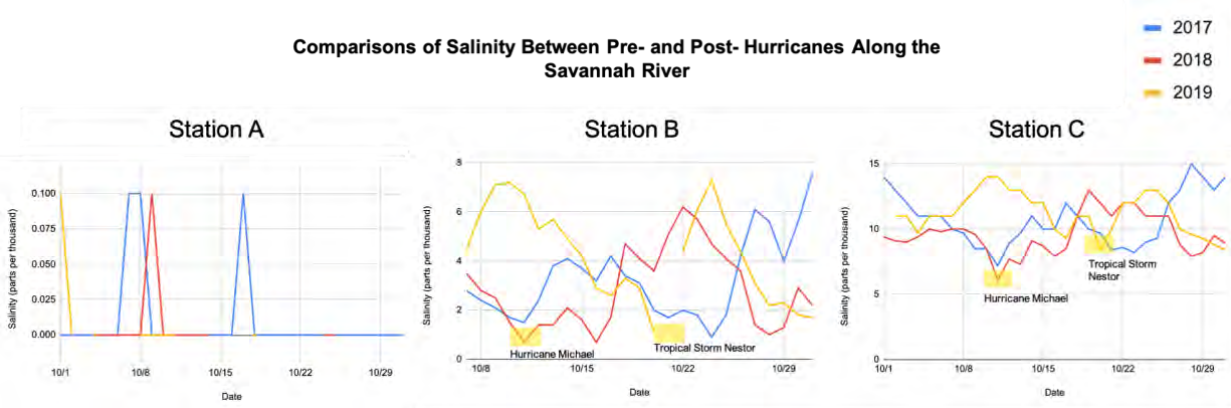 Comparisons of Salinity Between Pre- and Post- Hurricanes Along the
Savannah River
2017
2018
2019
Station A
Salinity (parts per thousand)
0.100
0.075
0.050
0.025
0.000
10/1
10/8
10/15
10/22
10/29
Date
Station B
Salinity (parts per thousand)
8
6
4
2
0
Hurricane Michael
Tropical Storm Nestor
10/8
10/15
10/22
10/29
Date
Station C
Salinity (parts per thousand)
15
10
5
0
Hurricane Michael
Tropical Storm
Nestor
10/1
10/8
10/15
10/22
10/29
Date